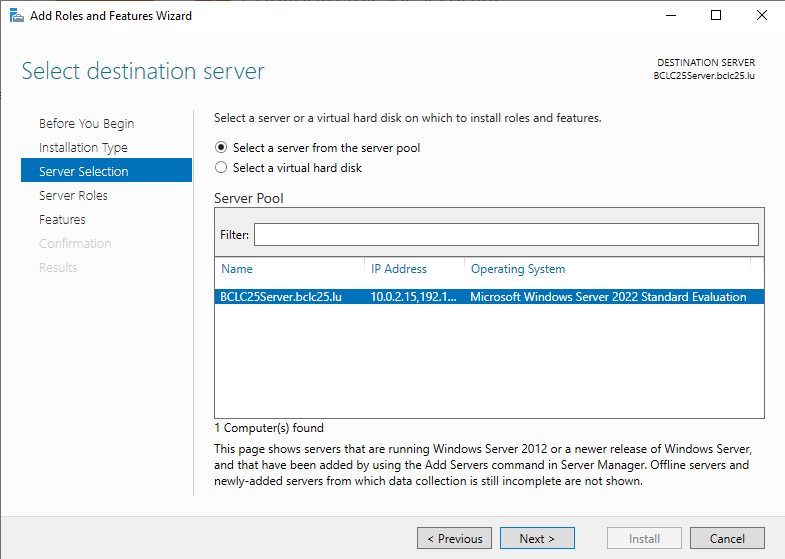 Add Roles and Features Wizard
Select destination server
DESTINATION SERVER
BCLC25Server.bclc25.lu
Before You Begin
Installation Type
Server Selection
Server Roles
Features
Confirmation
Results
Select a server or a virtual hard disk on which to install roles and features.
Select a server from the server pool
Select a virtual hard disk
Server Pool
Filter:
Name IP Address Operating System
BCLC25Server.bclc25.lu 10.0.2.15,192.1... Microsoft Windows Server 2022 Standard Evaluation
1 Computer(s) found
This page shows servers that are running Windows Server 2012 or a newer release of Windows Server,
and that have been added by using the Add Servers command in Server Manager. Offline servers and
newly-added servers from which data collection is still incomplete are not shown.
< Previous Next > Install Cancel